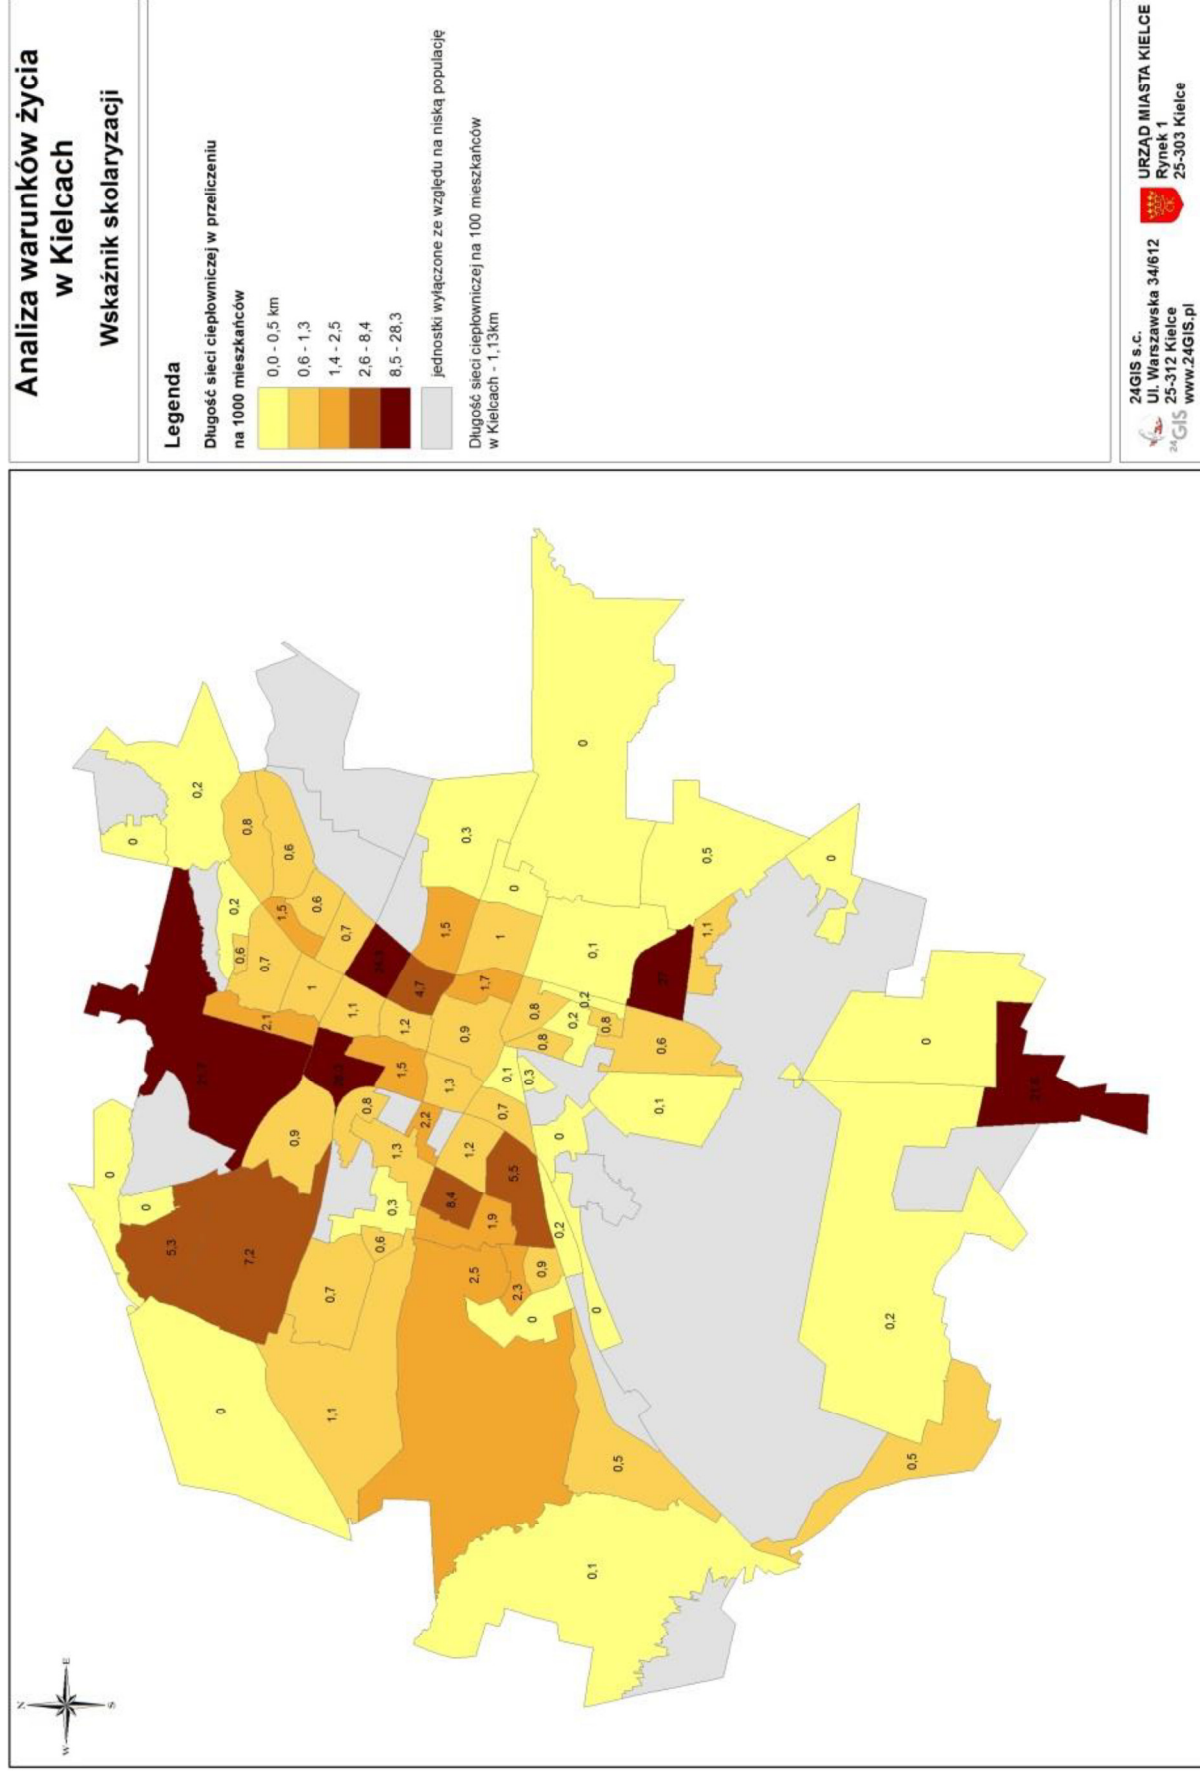 Analiza warunków życia
w Kielcach
Wskaźnik skolaryzacji
Legenda
Długość sieci ciepłowniczej w przeliczeniu
na 1000 mieszkańców
0,0 - 0,5 km
0,6 - 1,3
1,4 - 2,5
2,6 - 8,4
8,5 - 28,3
jednostki wyłączone ze względu na niską populację
Długość sieci ciepłowniczej na 100 mieszkańców
w Kielcach - 1,13km
24GIS s.c.
Ul. Warszawska 34/612
25-312 Kielce
www.24GIS.pl
24GIS
URZĄD MIASTA KIELCE
Rynek 1
25-303 Kielce
CK
N
W
E
S
0
0
5,3
7,2
0
0,9
2,1
0,2
0
0,2
0,8
0,6
1,5
0,6
0,6
0,7
0,7
1
1,1
1,2
4,7
1,5
0,3
0
1
1,7
0,9
1,5
0,8
1,3
1,3
2,2
0,3
0,6
0,7
1,1
8,4
1,2
0,7
5,5
1,9
2,5
2,3
0,9
0
0,2
0
0,5
0,1
0
0,1
0,3
0,8
0,8
0,2
0,2
0,8
0,6
0,1
0,1
0
0,5
1,1
27
0
0
0,2
0,5